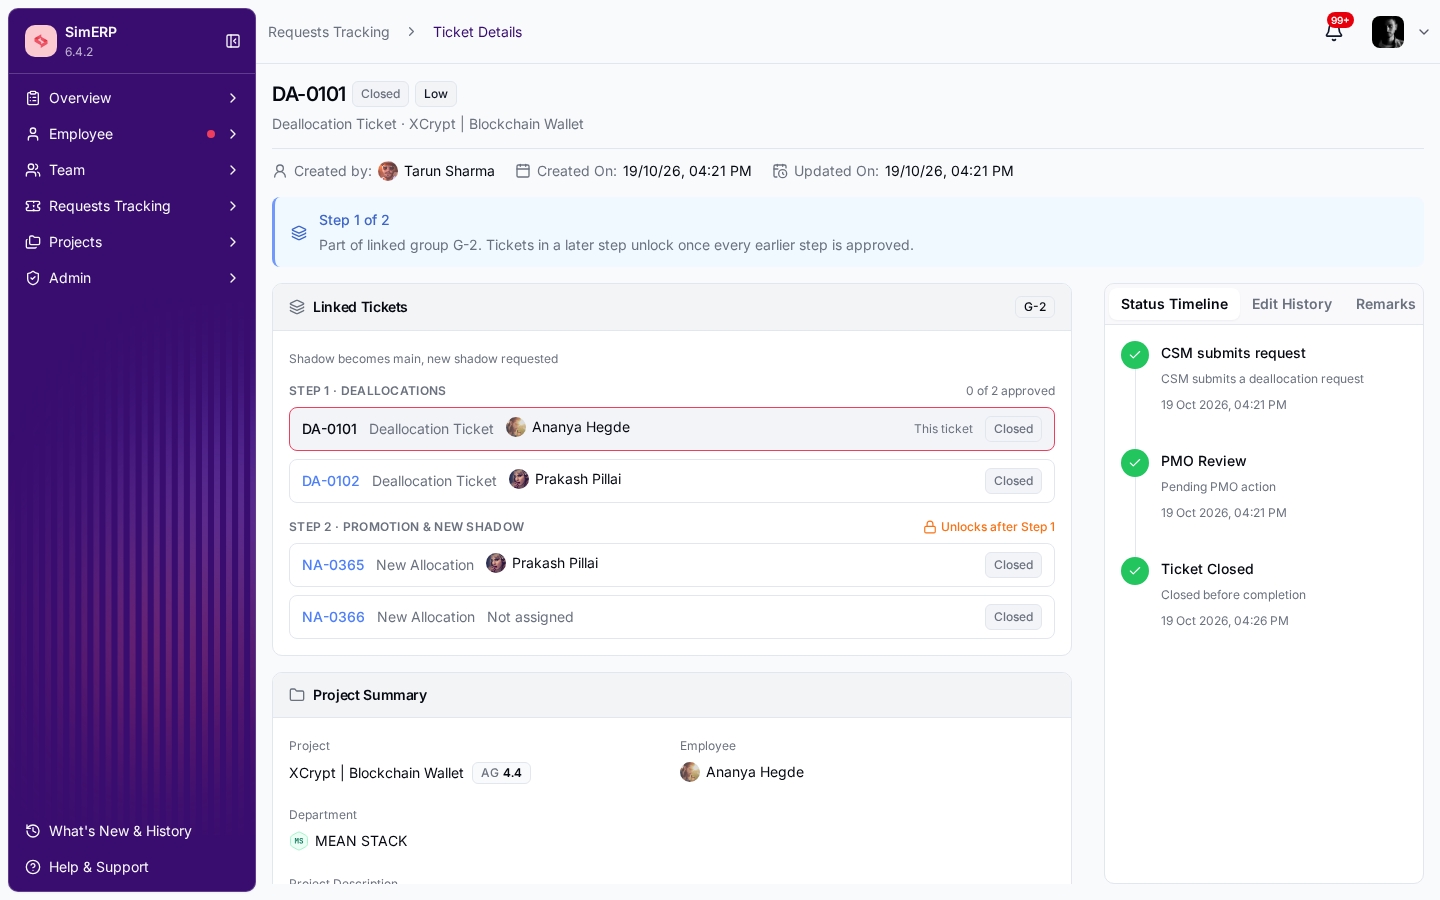 SimERP
6.4.2
Overview
Employee
Team
Requests Tracking
Projects
Admin
What's New & History
Help & Support
Requests Tracking > Ticket Details
99+
DA-0101 Closed Low
Deallocation Ticket · XCrypt | Blockchain Wallet
Created by: Tarun Sharma Created On: 19/10/26, 04:21 PM Updated On: 19/10/26, 04:21 PM
Step 1 of 2
Part of linked group G-2. Tickets in a later step unlock once every earlier step is approved.
Linked Tickets G-2
Shadow becomes main, new shadow requested
STEP 1 · DEALLOCATIONS 0 of 2 approved
DA-0101 Deallocation Ticket Ananya Hegde This ticket Closed
DA-0102 Deallocation Ticket Prakash Pillai Closed
STEP 2 · PROMOTION & NEW SHADOW Unlocks after Step 1
NA-0365 New Allocation Prakash Pillai Closed
NA-0366 New Allocation Not assigned Closed
Project Summary
Project Employee
XCrypt | Blockchain Wallet AG 4.4 Ananya Hegde
Department
MS MEAN STACK
Project Description
Status Timeline Edit History Remarks
CSM submits request
CSM submits a deallocation request
19 Oct 2026, 04:21 PM
PMO Review
Pending PMO action
19 Oct 2026, 04:21 PM
Ticket Closed
Closed before completion
19 Oct 2026, 04:26 PM